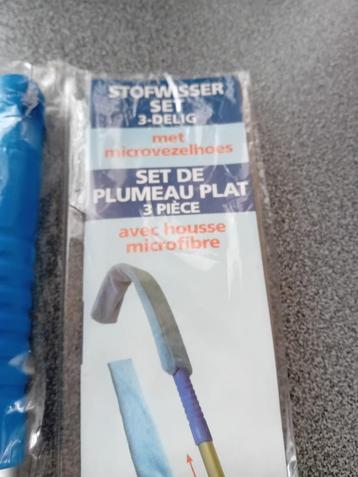 STOFWISSER
SET
3-DELIG
met
microvezelhoes
SET DE
PLUMEAU PLAT
3 PIÈCE
avec housse
microfibre